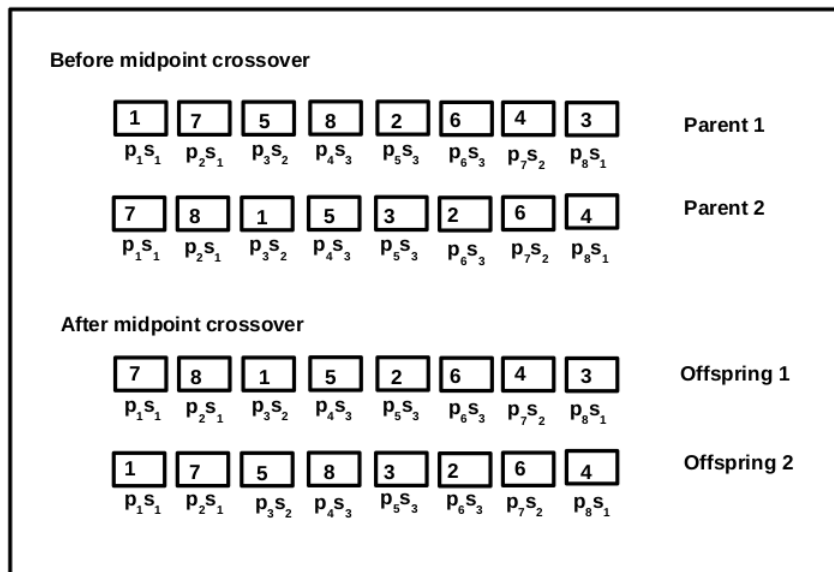 Before midpoint crossover
1 7 5 8 2 6 4 3 Parent 1
p₁s₁ p₂s₁ p₃s₂ p₄s₃ p₅s₃ p₆s₃ p₇s₂ p₈s₁
7 8 1 5 3 2 6 4 Parent 2
p₁s₁ p₂s₁ p₃s₂ p₄s₃ p₅s₃ p₆s₃ p₇s₂ p₈s₁
After midpoint crossover
7 8 1 5 2 6 4 3 Offspring 1
p₁s₁ p₂s₁ p₃s₂ p₄s₃ p₅s₃ p₆s₃ p₇s₂ p₈s₁
1 7 5 8 3 2 6 4 Offspring 2
p₁s₁ p₂s₁ p₃s₂ p₄s₃ p₅s₃ p₆s₃ p₇s₂ p₈s₁